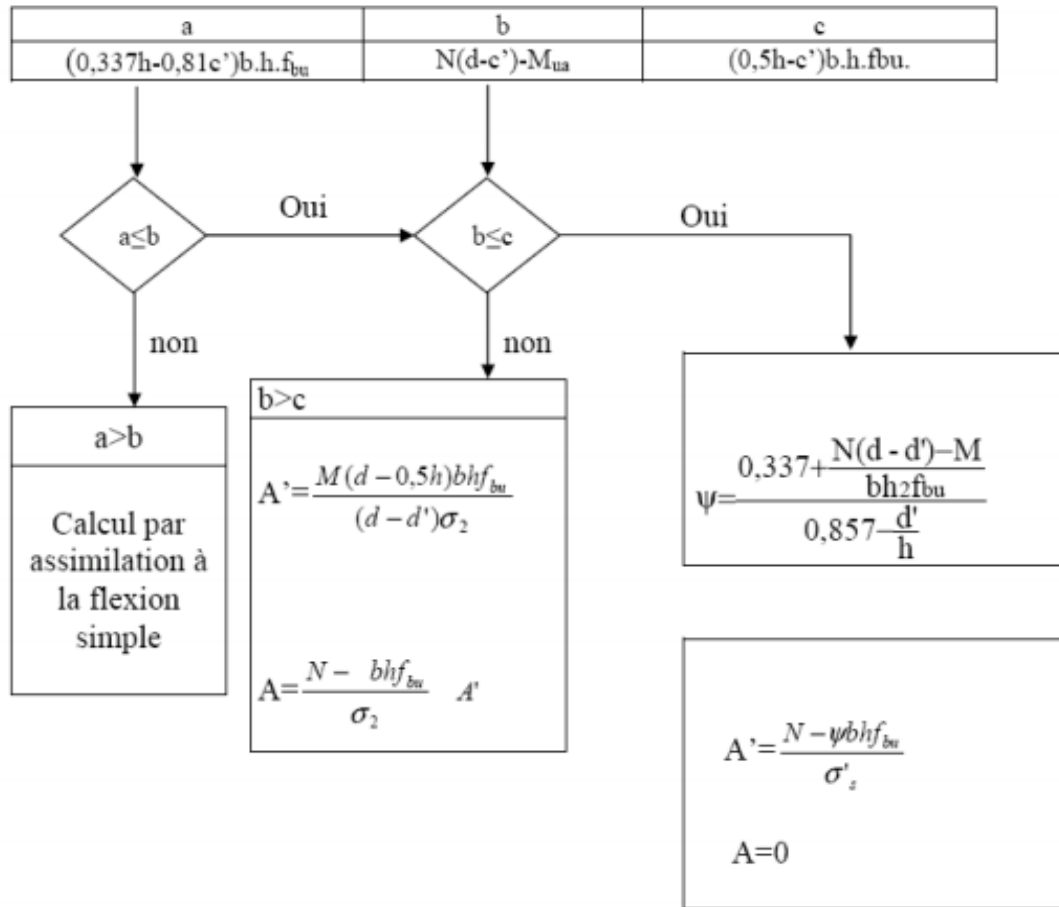 a b c
(0,337h-0,81c’)b.h.fbu N(d-c’)-Mua (0,5h-c’)b.h.fbu.
a≤b
Oui
b≤c
Oui
non
non
a>b
Calcul par
assimilation à
la flexion
simple
b>c
A’=M(d−0,5h)bhfbu
(d−d')σ2
A=N− bhfbu A'
σ2
ψ=0,337+N(d - d')−M
bh2fbu
0,857−d'
h
A’=N−ψbhfbu
σ's
A=0